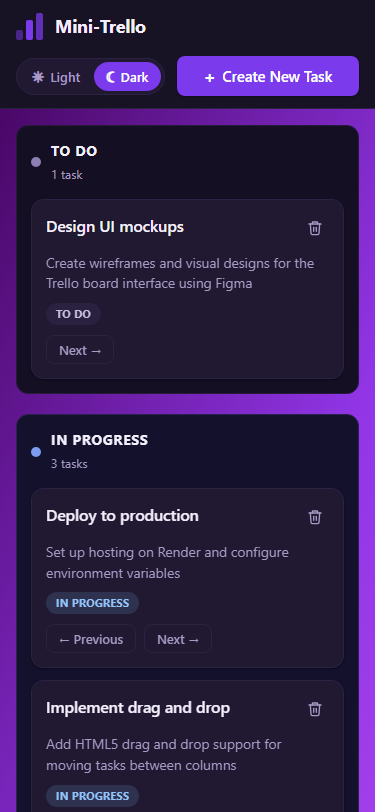 Mini-Trello
Light
Dark
+ Create New Task
TO DO
1 task
Design UI mockups
Create wireframes and visual designs for the
Trello board interface using Figma
TO DO
Next →
IN PROGRESS
3 tasks
Deploy to production
Set up hosting on Render and configure
environment variables
IN PROGRESS
← Previous
Next →
Implement drag and drop
Add HTML5 drag and drop support for
moving tasks between columns
IN PROGRESS